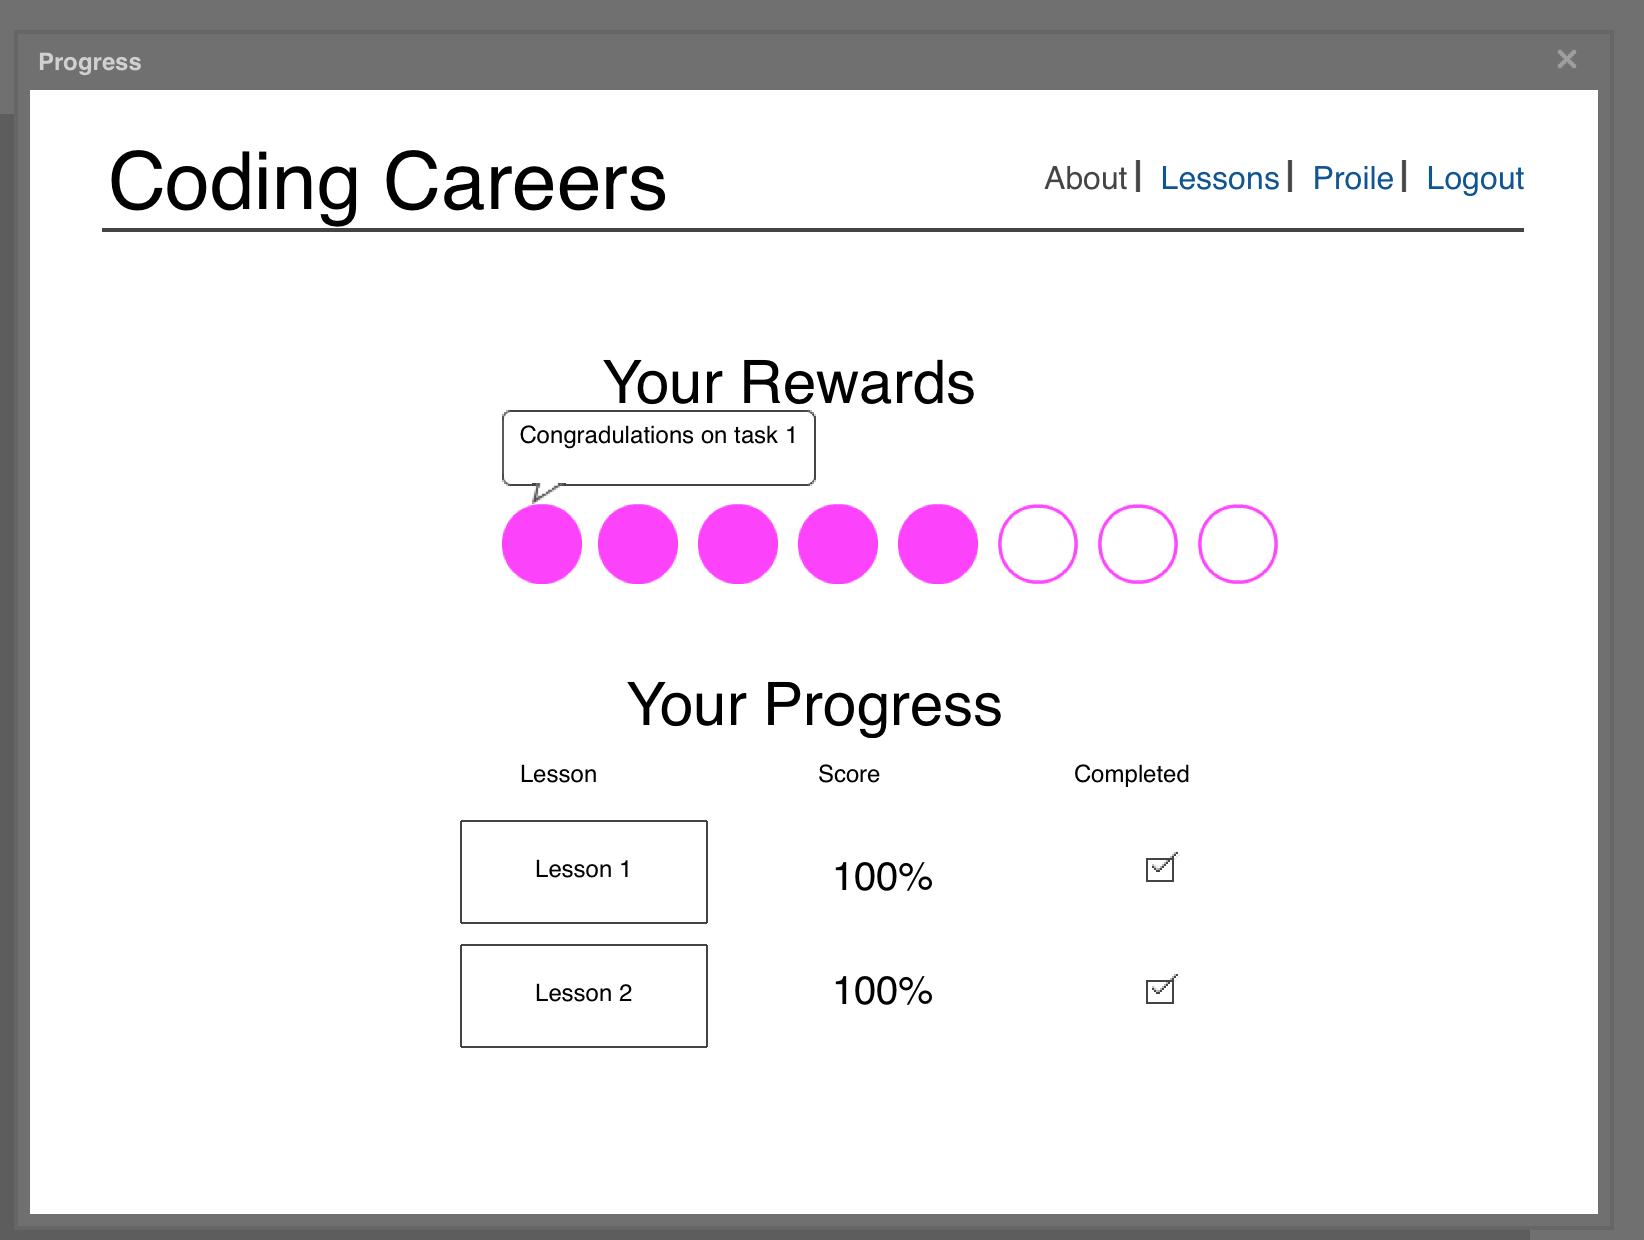 Progress
Coding Careers
About | Lessons | Proile | Logout
Your Rewards
Congradulations on task 1
Your Progress
Lesson Score Completed
Lesson 1 100%
Lesson 2 100%